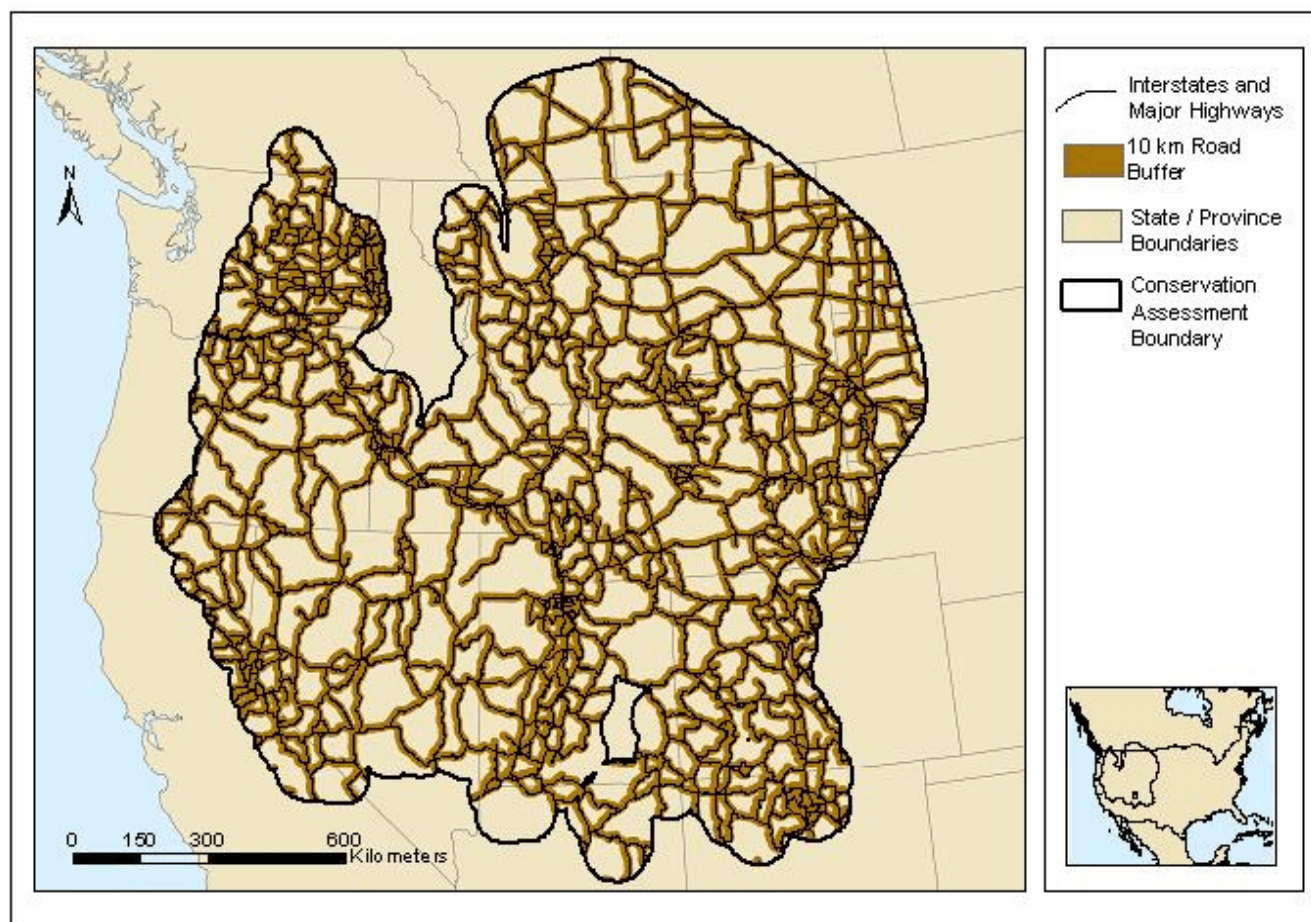 Interstates and
Major Highways
10 km Road
Buffer
State / Province
Boundaries
Conservation
Assessment
Boundary
N
0 150 300 600
Kilometers